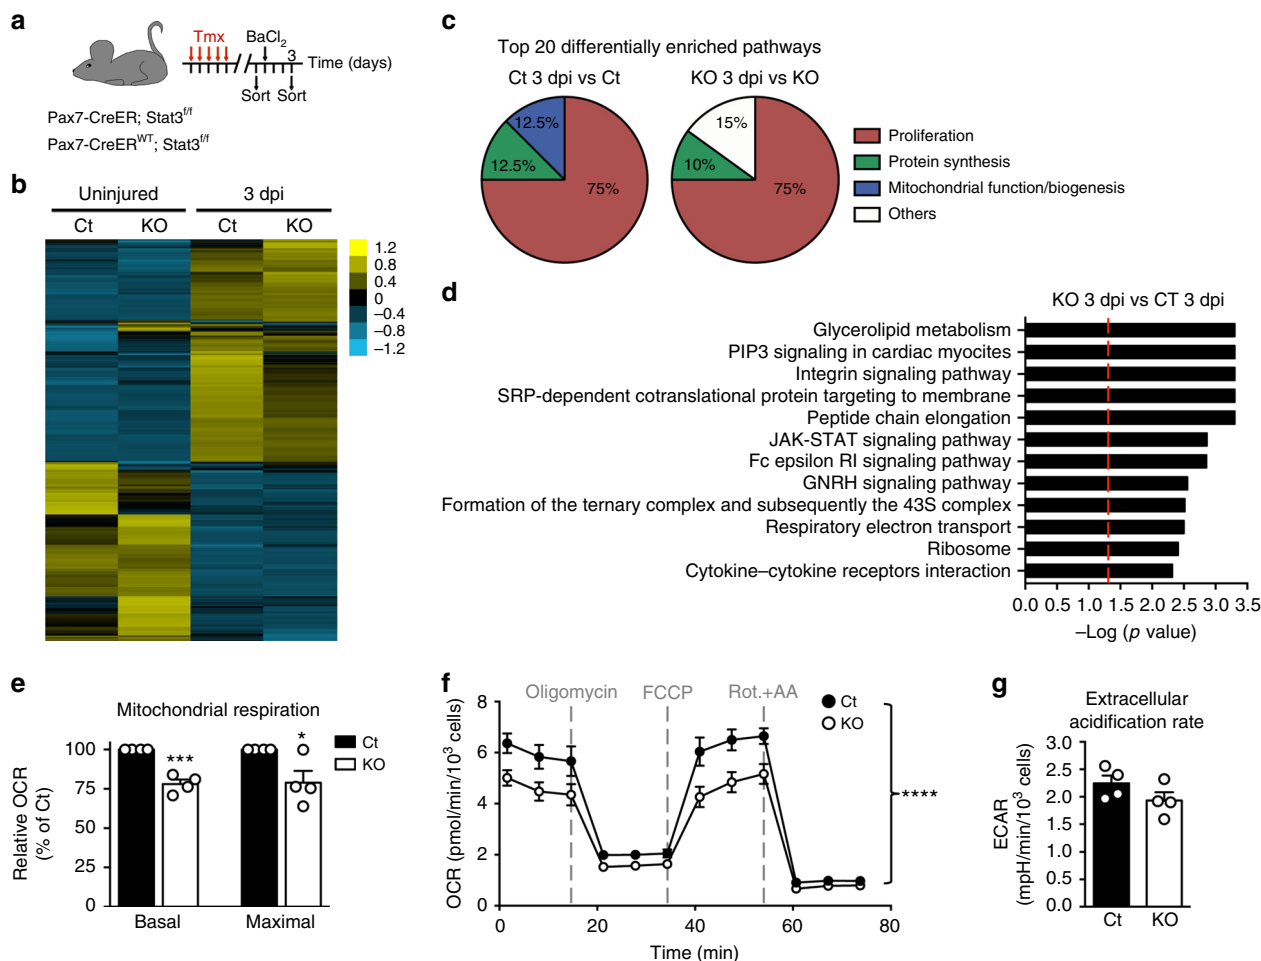 a
Tmx
BaCl2
3
Time (days)
Sort
Sort
Pax7-CreER; Stat3f/f
Pax7-CreERWT; Stat3f/f
b
Uninjured
3 dpi
Ct
KO
Ct
KO
1.2
0.8
0.4
0
–0.4
–0.8
–1.2
c
Top 20 differentially enriched pathways
Ct 3 dpi vs Ct
KO 3 dpi vs KO
12.5%
12.5%
75%
15%
10%
75%
Proliferation
Protein synthesis
Mitochondrial function/biogenesis
Others
d
KO 3 dpi vs CT 3 dpi
Glycerolipid metabolism
PIP3 signaling in cardiac myocites
Integrin signaling pathway
SRP-dependent cotranslational protein targeting to membrane
Peptide chain elongation
JAK-STAT signaling pathway
Fc epsilon RI signaling pathway
GNRH signaling pathway
Formation of the ternary complex and subsequently the 43S complex
Respiratory electron transport
Ribosome
Cytokine–cytokine receptors interaction
0.0 0.5 1.0 1.5 2.0 2.5 3.0 3.5
–Log (p value)
e
Mitochondrial respiration
Relative OCR
(% of Ct)
100
75
50
25
0
***
*
Ct
KO
Basal
Maximal
f
OCR (pmol/min/10³ cells)
8
6
4
2
0
Oligomycin
FCCP
Rot.+AA
Ct
KO
****
0 20 40 60 80
Time (min)
g
Extracellular
acidification rate
ECAR
(mpH/min/10³ cells)
3.0
2.5
2.0
1.5
1.0
0.5
0.0
Ct
KO